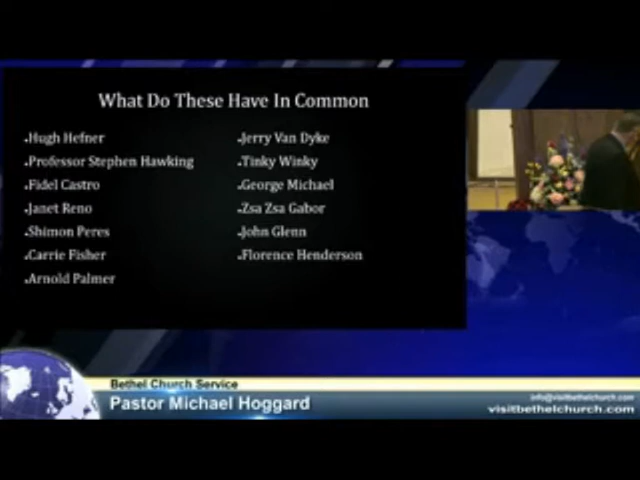 What Do These Have In Common
.Hugh Hefner
.Professor Stephen Hawking
.Fidel Castro
.Janet Reno
.Shimon Peres
.Carrie Fisher
.Arnold Palmer
.Jerry Van Dyke
.Tinky Winky
.George Michael
.Zsa Zsa Gabor
.John Glenn
.Florence Henderson
Bethel Church Service
Pastor Michael Hoggard
info@visitbethelchurch.com
visitbethelchurch.com